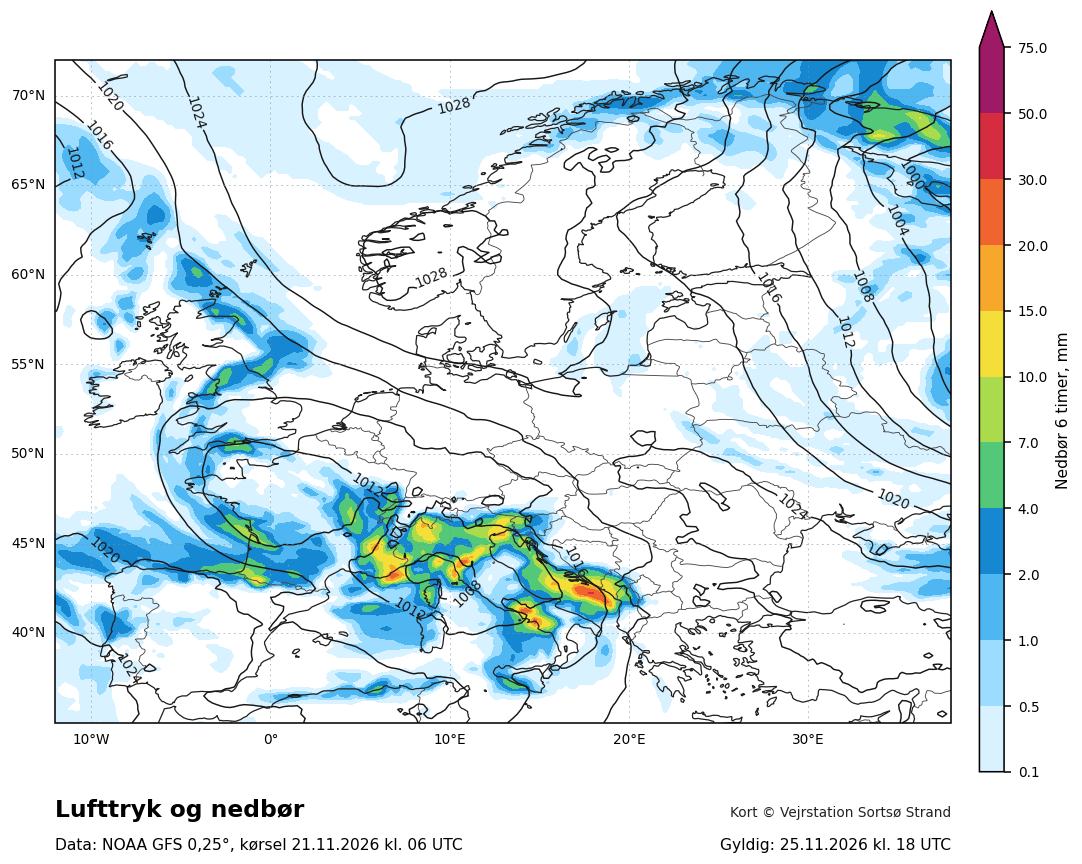 75.0
50.0
30.0
20.0
15.0
10.0
7.0
4.0
2.0
1.0
0.5
0.1
Nedbør 6 timer, mm
70°N
65°N
60°N
55°N
50°N
45°N
40°N
10°W
0°
10°E
20°E
30°E
1020
1016
1012
1024
1028
1028
1000
1004
1008
1012
1016
1020
1024
1012
1020
1016
1008
1012
1024
Lufttryk og nedbør
Kort © Vejrstation Sortsø Strand
Data: NOAA GFS 0,25°, kørsel 21.11.2026 kl. 06 UTC
Gyldig: 25.11.2026 kl. 18 UTC